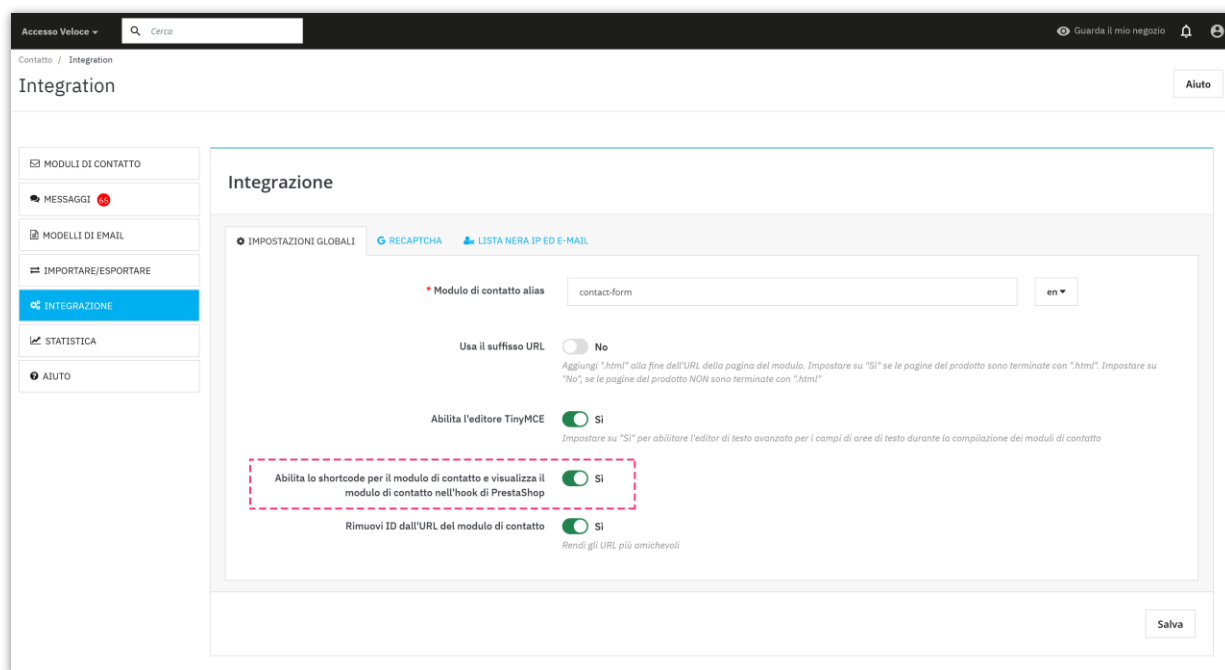 Accesso Veloce
Cerca
Guarda il mio negozio
Contatto / Integration
Integration
Aiuto
MODULI DI CONTATTO
MESSAGGI 65
MODELLI DI EMAIL
IMPORTARE/ESPORTARE
INTEGRAZIONE
STATISTICA
AIUTO
Integrazione
IMPOSTAZIONI GLOBALI
RECAPTCHA
LISTA NERA IP ED E-MAIL
* Modulo di contatto alias
contact-form
en
Usa il suffisso URL
No
Aggiungi ".html" alla fine dell'URL della pagina del modulo. Impostare su "Sì" se le pagine del prodotto sono terminate con ".html". Impostare su
"No", se le pagine del prodotto NON sono terminate con ".html"
Abilita l'editore TinyMCE
Sì
Impostare su "Sì" per abilitare l'editor di testo avanzato per i campi di aree di testo durante la compilazione dei moduli di contatto
Abilita lo shortcode per il modulo di contatto e visualizza il
modulo di contatto nell'hook di PrestaShop
Sì
Rimuovi ID dall'URL del modulo di contatto
Sì
Rendi gli URL più amichevoli
Salva